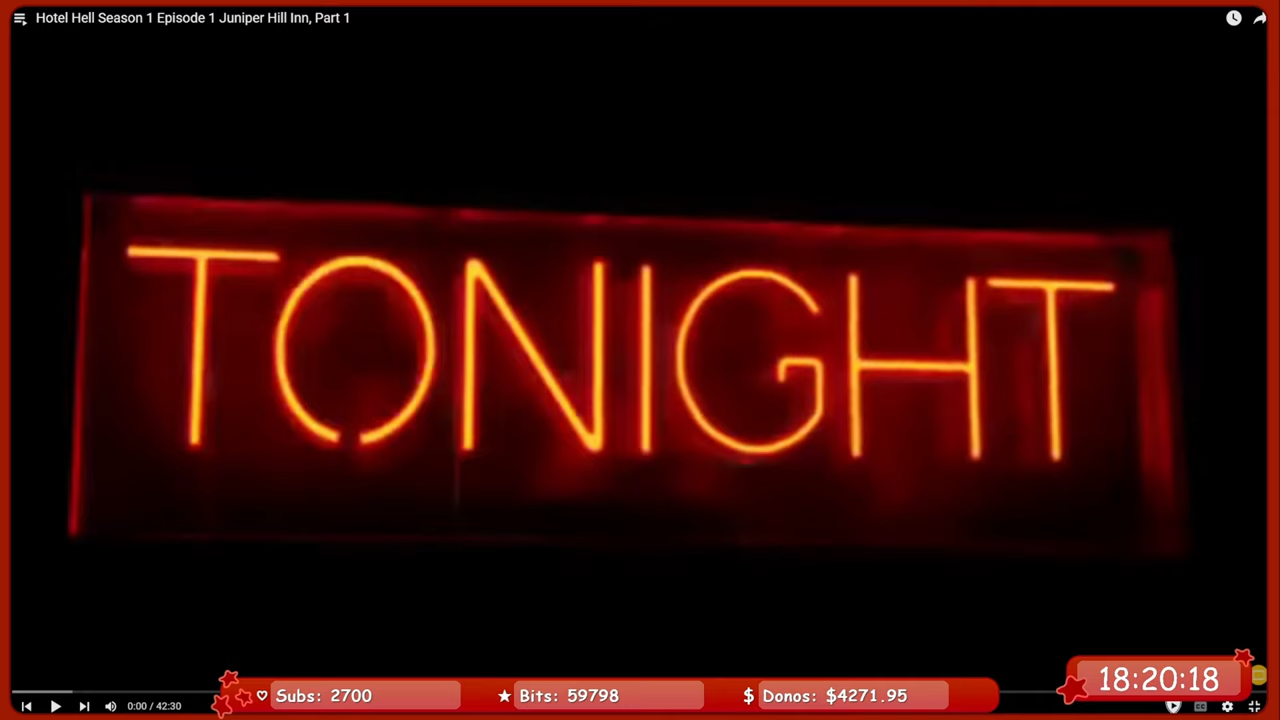 Hotel Hell Season 1 Episode 1 Juniper Hill Inn, Part 1
TONIGHT
18:20:18
Subs: 2700 Bits: 59798 $ Donos: $4271.95
0:00 / 42:30